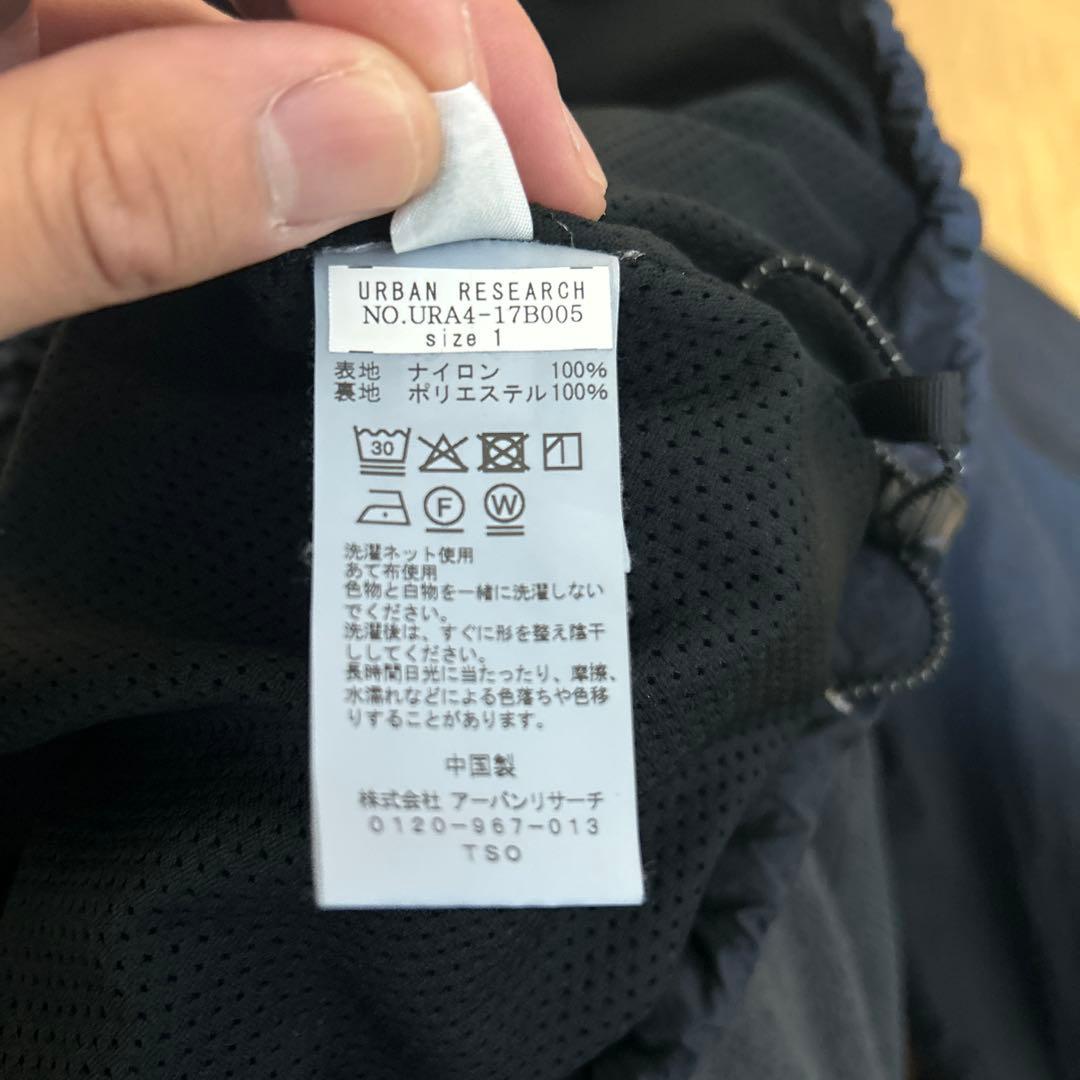 URBAN RESEARCH
NO.URA4-17B005
size 1
表地 ナイロン 100%
裏地 ポリエステル100%
30
F W
洗濯ネット使用
あて布使用
色物と白物を一緒に洗濯しない
でください。
洗濯後は、すぐに形を整え陰干
ししてください。
長時間日光に当たったり、摩擦、
水濡れなどによる色落ちや色移
りすることがあります。
中国製
株式会社 アーバンリサーチ
0120-967-013
TSO